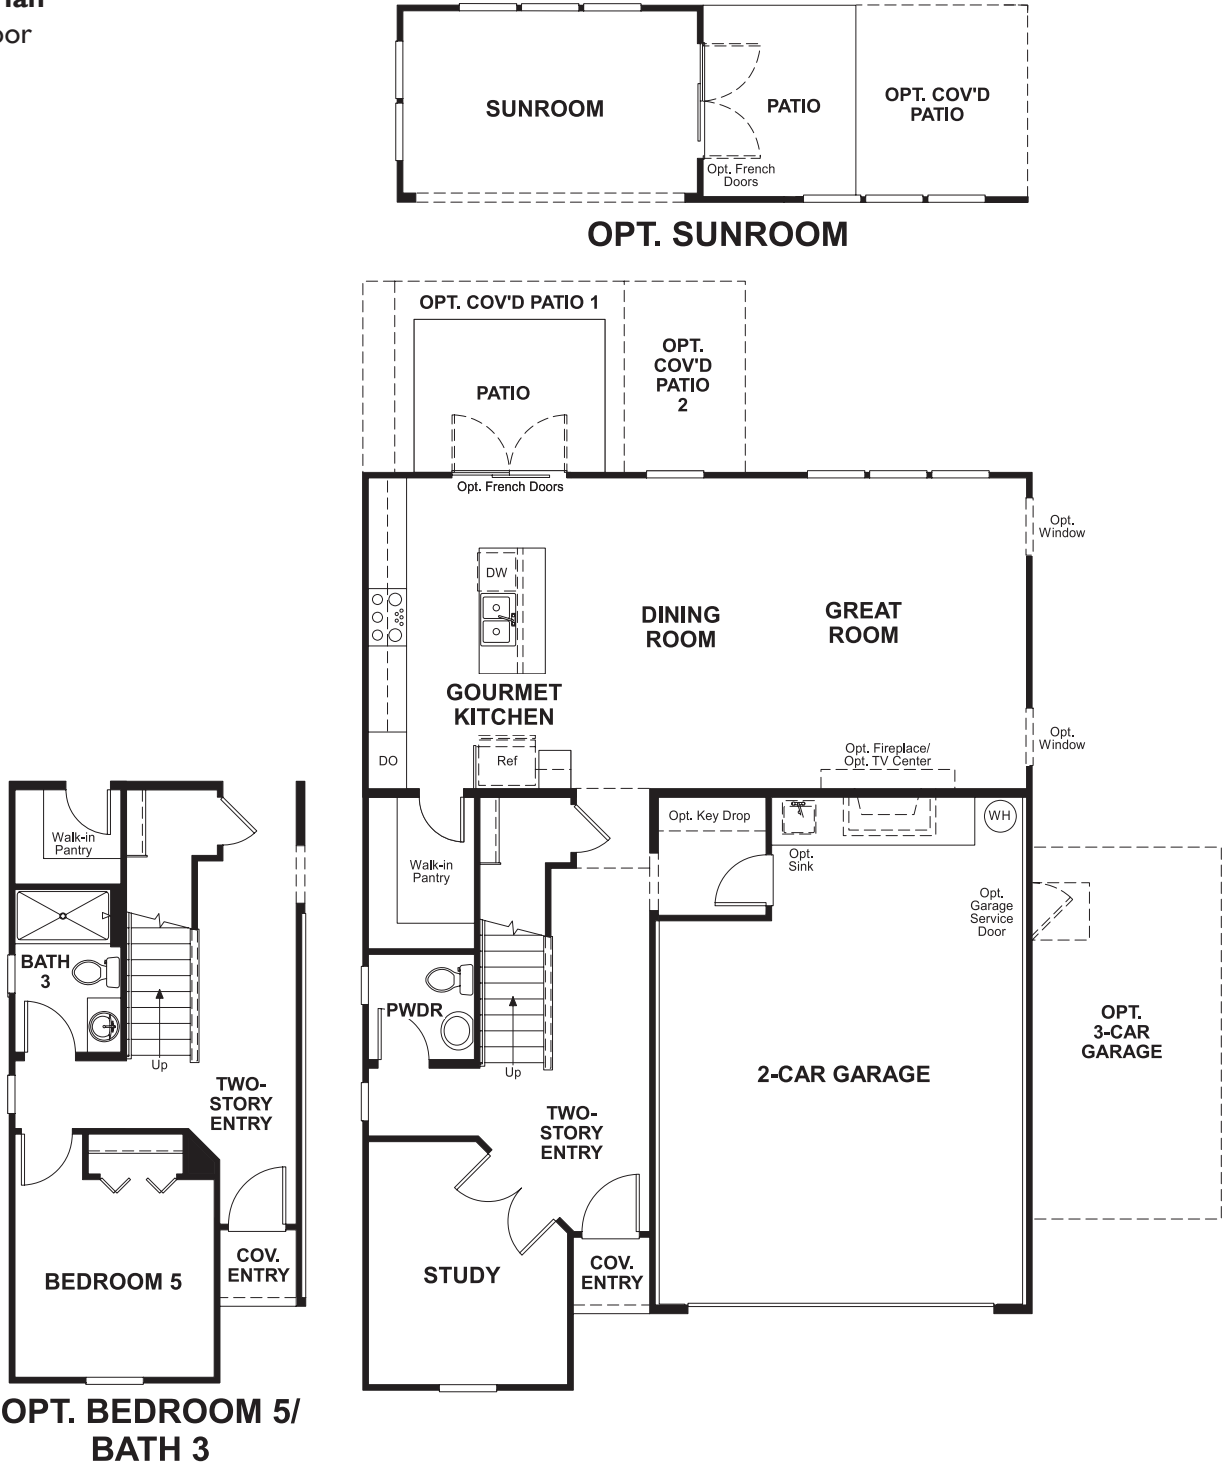 SUNROOM
PATIO
OPT. COV'D
PATIO
Opt. French
Doors
OPT. SUNROOM
OPT. COV'D PATIO 1
OPT.
COV'D
PATIO
2
PATIO
Opt. French Doors
Opt.
Window
DW
DINING
ROOM
GREAT
ROOM
GOURMET
KITCHEN
Opt.
Window
DO
Ref
Opt. Fireplace/
Opt. TV Center
Walk-in
Pantry
Opt. Key Drop
WH
Walk-in
Pantry
Opt.
Sink
Opt.
Garage
Service
Door
BATH
3
PWDR
OPT.
3-CAR
GARAGE
Up
Up
2-CAR GARAGE
TWO-
STORY
ENTRY
TWO-
STORY
ENTRY
COV.
ENTRY
BEDROOM 5
STUDY
COV.
ENTRY
OPT. BEDROOM 5/
BATH 3